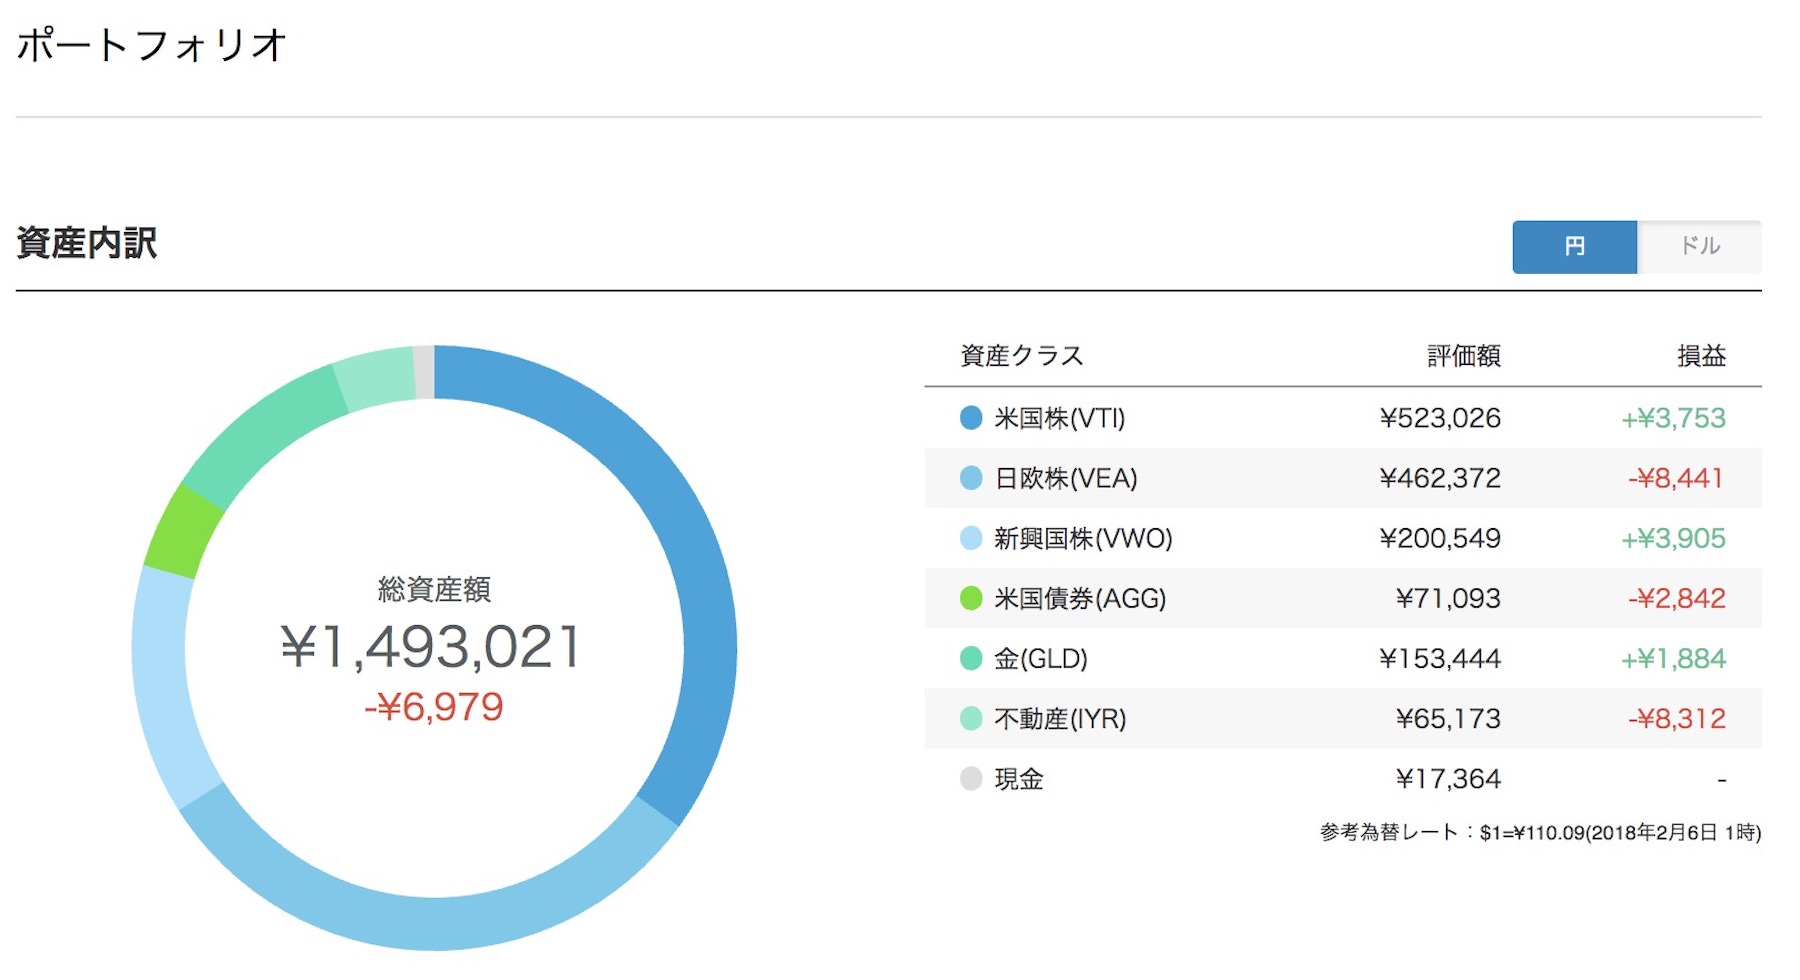 ポートフォリオ
資産内訳
円 ドル
総資産額
¥1,493,021
-¥6,979
資産クラス 評価額 損益
米国株(VTI) ¥523,026 +¥3,753
日欧株(VEA) ¥462,372 -¥8,441
新興国株(VWO) ¥200,549 +¥3,905
米国債券(AGG) ¥71,093 -¥2,842
金(GLD) ¥153,444 +¥1,884
不動産(IYR) ¥65,173 -¥8,312
現金 ¥17,364 -
参考為替レート：$1=¥110.09(2018年2月6日 1時)